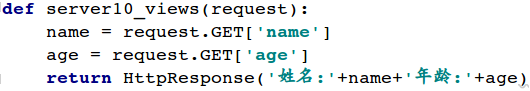 def server10_views(request):
    name = request.GET['name']
    age = request.GET['age']
    return HttpResponse('姓名:'+name+'年龄:'+age)